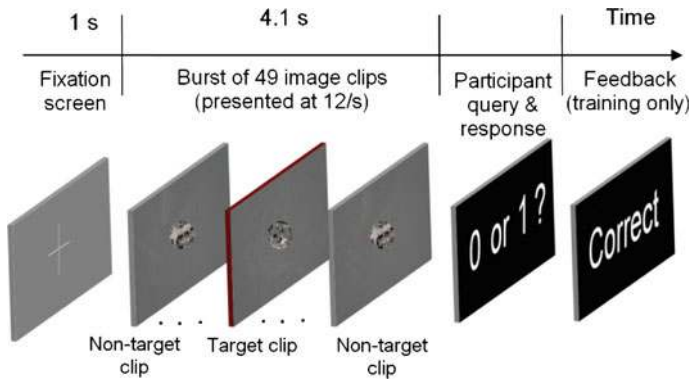 1 s
4.1 s
Time
Fixation
screen
Burst of 49 image clips
(presented at 12/s)
Participant
query &
response
Feedback
(training only)
0 or 1 ?
Correct
Non-target
clip
. . . .
Target clip
. . . .
Non-target
clip